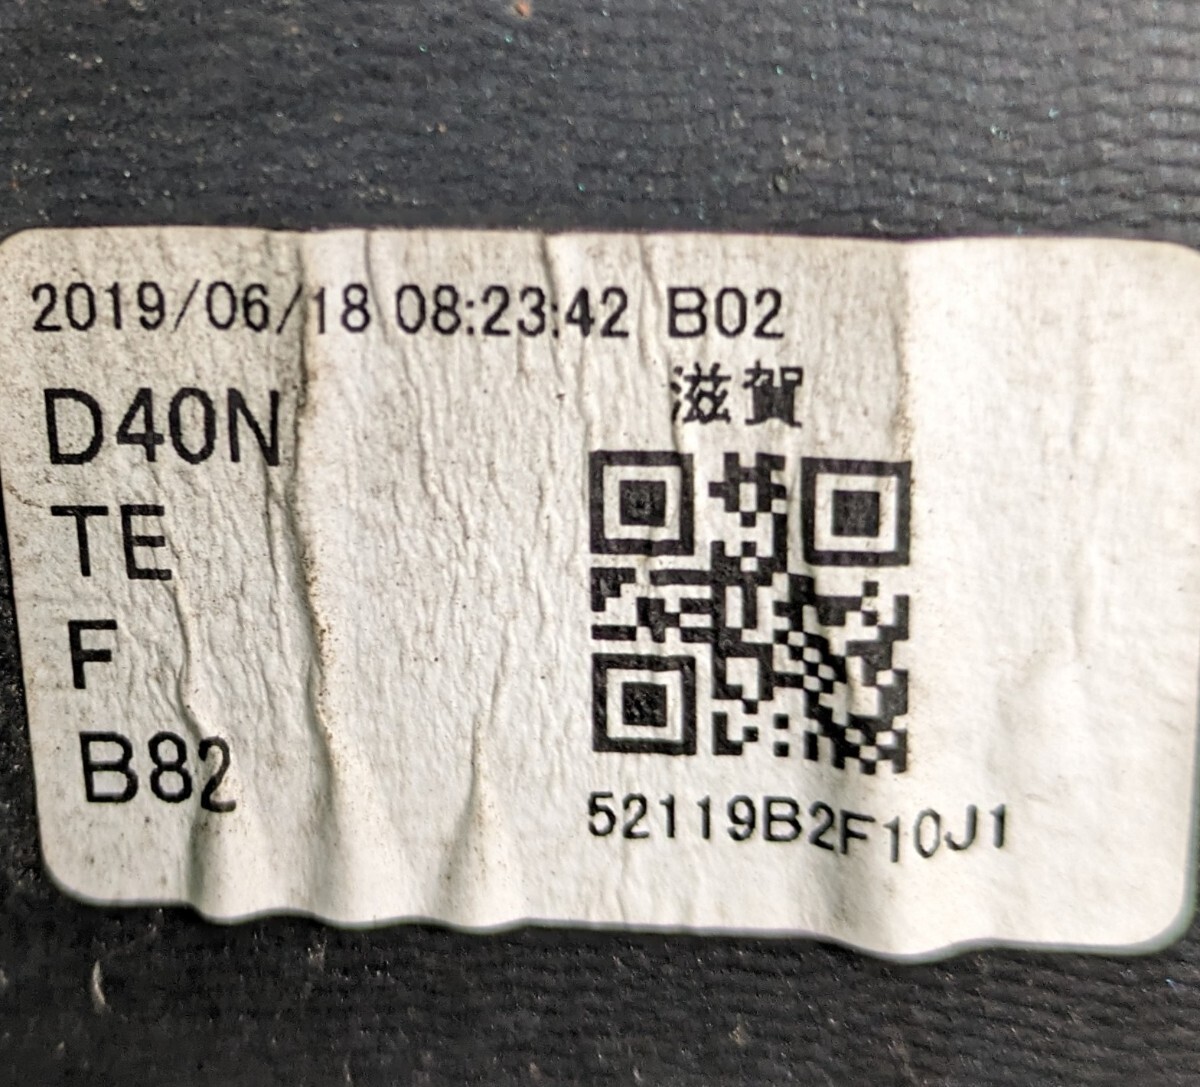 2019/06/18 08:23:42 B02
滋賀
D40N
TE
F
B82
52119B2F10J1